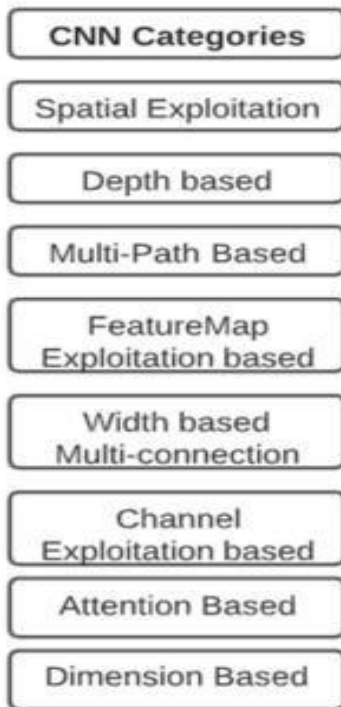 CNN Categories
Spatial Exploitation
Depth based
Multi-Path Based
FeatureMap
Exploitation based
Width based
Multi-connection
Channel
Exploitation based
Attention Based
Dimension Based